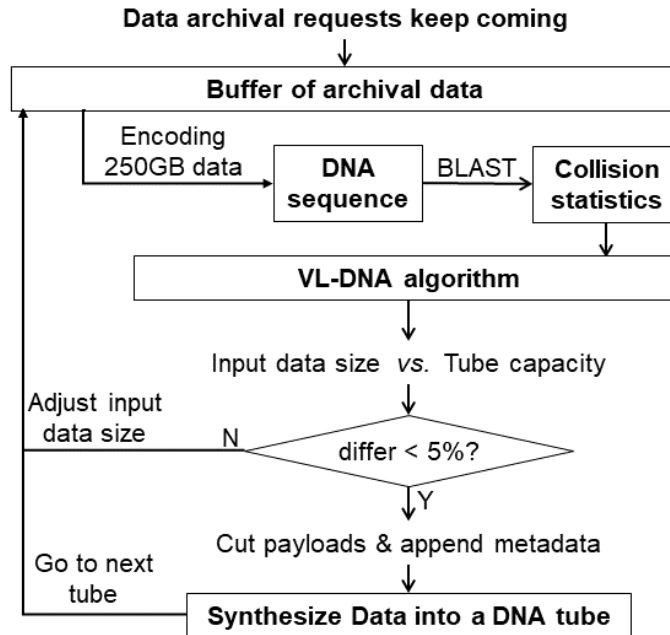 Data archival requests keep coming
Buffer of archival data
Encoding
250GB data
DNA
sequence
BLAST
Collision
statistics
VL-DNA algorithm
Input data size vs. Tube capacity
Adjust input
data size
N
differ < 5%?
Y
Cut payloads & append metadata
Go to next
tube
Synthesize Data into a DNA tube